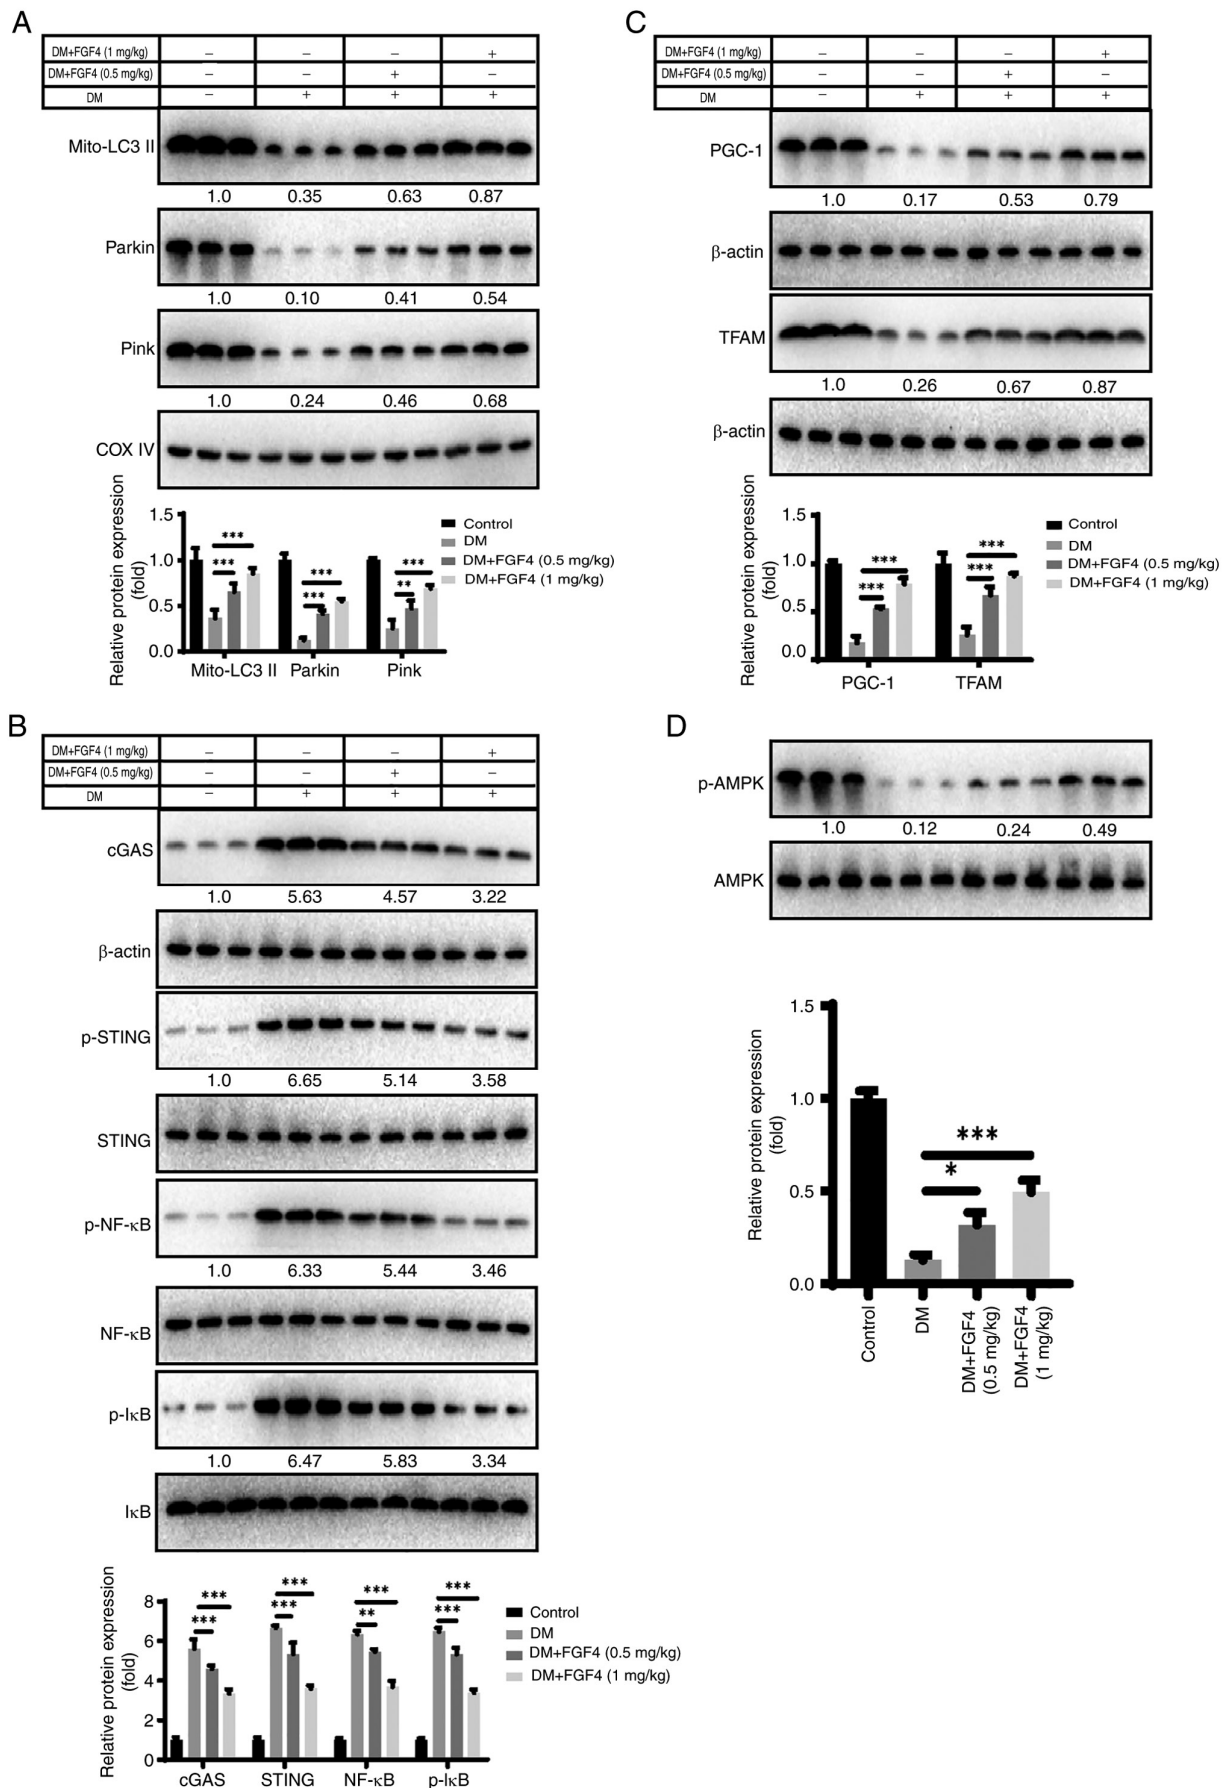 A
DM+FGF4 (1 mg/kg) – – – +
DM+FGF4 (0.5 mg/kg) – – + –
DM – + + +
Mito-LC3 II
1.0 0.35 0.63 0.87
Parkin
1.0 0.10 0.41 0.54
Pink
1.0 0.24 0.46 0.68
COX IV
Relative protein expression
(fold)
1.5
1.0
0.5
0.0
*** ***
*** ***
** ***
Mito-LC3 II Parkin Pink
Control
DM
DM+FGF4 (0.5 mg/kg)
DM+FGF4 (1 mg/kg)
B
DM+FGF4 (1 mg/kg) – – – +
DM+FGF4 (0.5 mg/kg) – – + –
DM – + + +
cGAS
1.0 5.63 4.57 3.22
β-actin
p-STING
1.0 6.65 5.14 3.58
STING
p-NF-κB
1.0 6.33 5.44 3.46
NF-κB
p-IκB
1.0 6.47 5.83 3.34
IκB
Relative protein expression
(fold)
8
6
4
2
0
*** ***
*** ***
** ***
*** ***
cGAS STING NF-κB p-IκB
Control
DM
DM+FGF4 (0.5 mg/kg)
DM+FGF4 (1 mg/kg)
C
DM+FGF4 (1 mg/kg) – – – +
DM+FGF4 (0.5 mg/kg) – – + –
DM – + + +
PGC-1
1.0 0.17 0.53 0.79
β-actin
TFAM
1.0 0.26 0.67 0.87
β-actin
Relative protein expression
(fold)
1.5
1.0
0.5
0.0
*** ***
*** ***
PGC-1 TFAM
Control
DM
DM+FGF4 (0.5 mg/kg)
DM+FGF4 (1 mg/kg)
D
p-AMPK
1.0 0.12 0.24 0.49
AMPK
Relative protein expression
(fold)
1.5
1.0
0.5
0.0
***
*
Control
DM
DM+FGF4
(0.5 mg/kg)
DM+FGF4
(1 mg/kg)